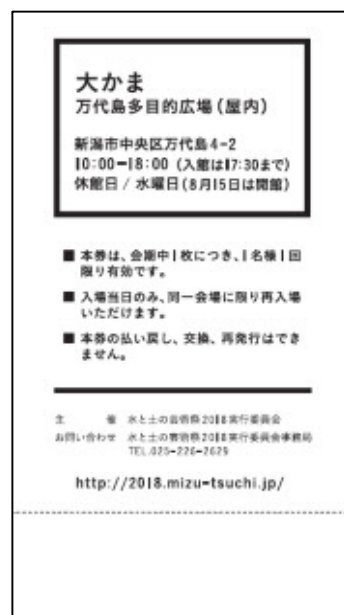 大かま
万代島多目的広場(屋内)
新潟市中央区万代島4-2
10:00-18:00 (入館は17:30まで)
休館日 / 水曜日(8月15日は開館)
■ 本券は、会期中1枚につき、1名様1回
限り有効です。
■ 入場当日のみ、同一会場に限り再入場
いただけます。
■ 本券の払い戻し、交換、再発行はでき
ません。
主　　　催　水と土の芸術祭2018実行委員会
お問い合わせ　水と土の芸術祭2018実行委員会事務局
TEL.025-226-2629
http://2018.mizu-tsuchi.jp/